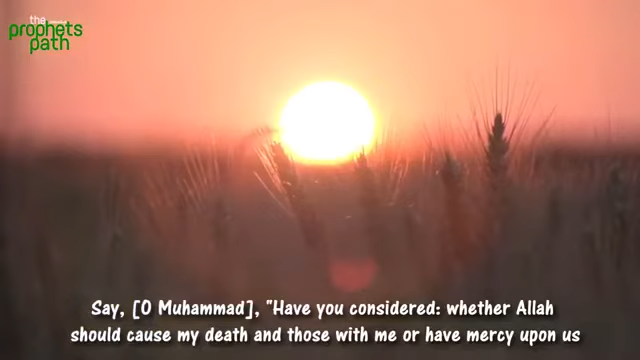 the
prophets
path
Say, [O Muhammad], "Have you considered: whether Allah
should cause my death and those with me or have mercy upon us